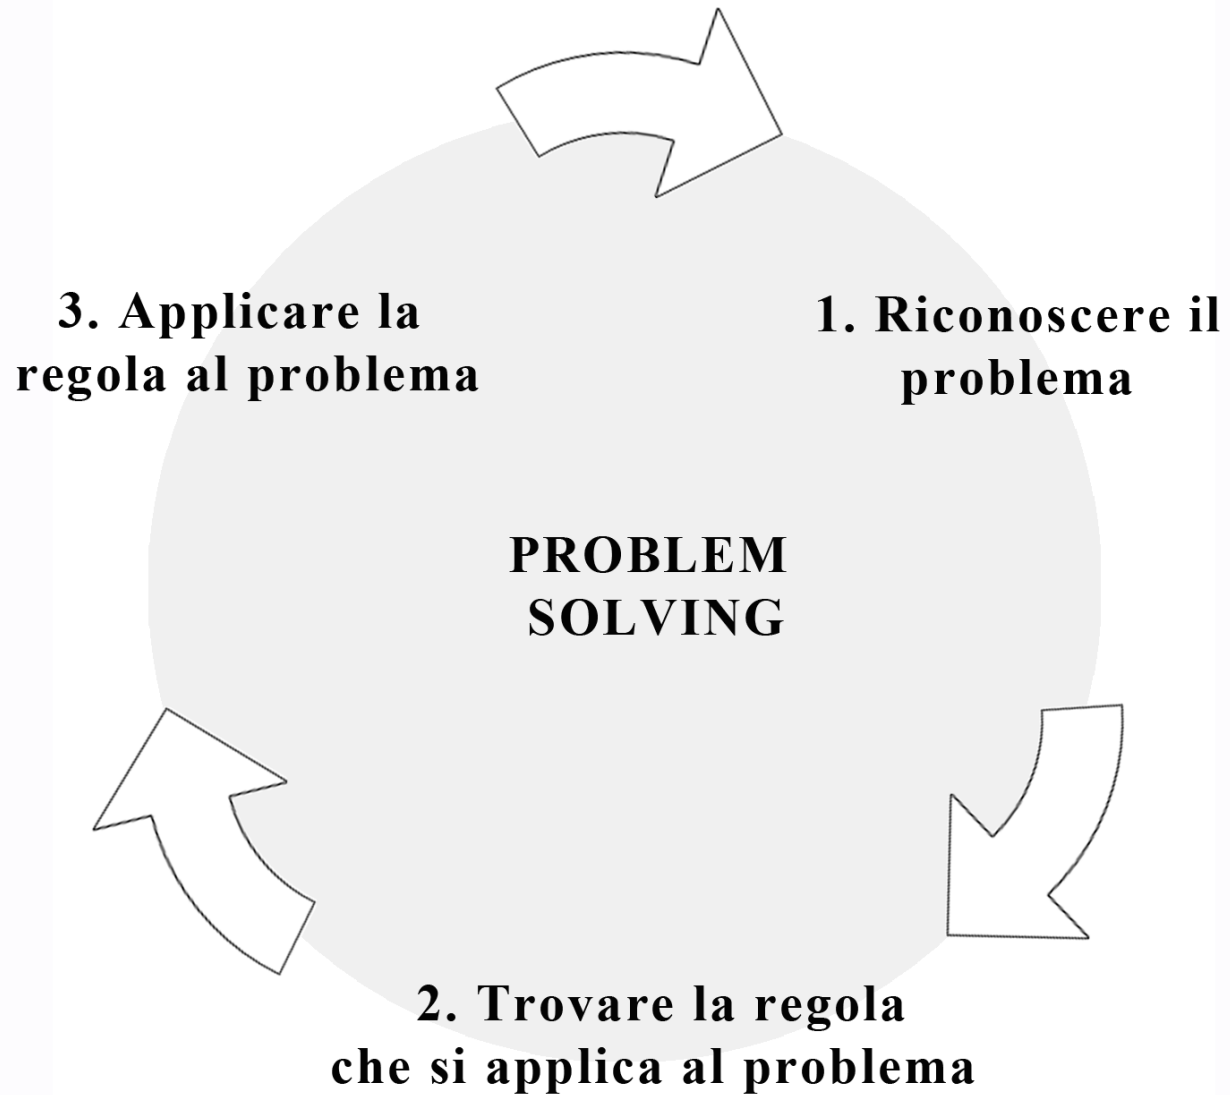 3. Applicare la
regola al problema
1. Riconoscere il
problema
PROBLEM
SOLVING
2. Trovare la regola
che si applica al problema